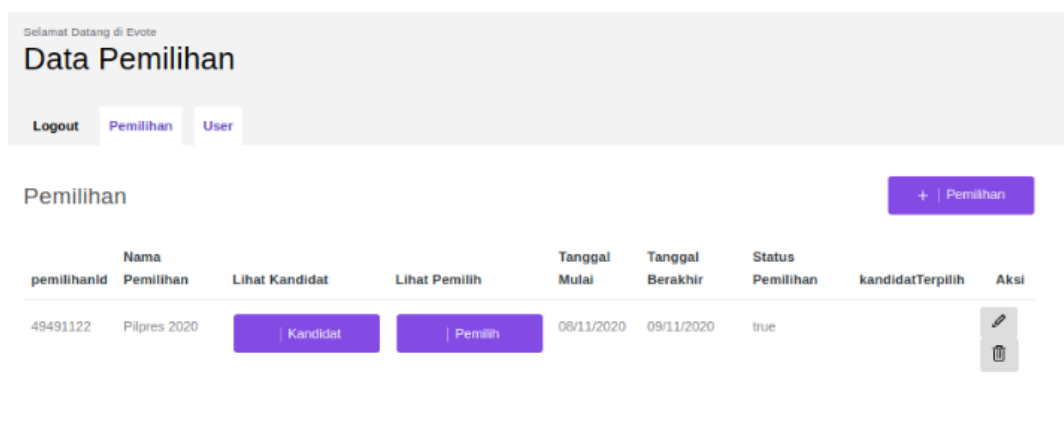 Selamat Datang di Evote
Data Pemilihan
Logout Pemilihan User
Pemilihan
+ | Pemilihan
Nama Tanggal Tanggal Status
pemilihanId Pemilihan Lihat Kandidat Lihat Pemilih Mulai Berakhir Pemilihan kandidatTerpilih Aksi
49491122 Pilpres 2020 | Kandidat | Pemilih 08/11/2020 09/11/2020 true